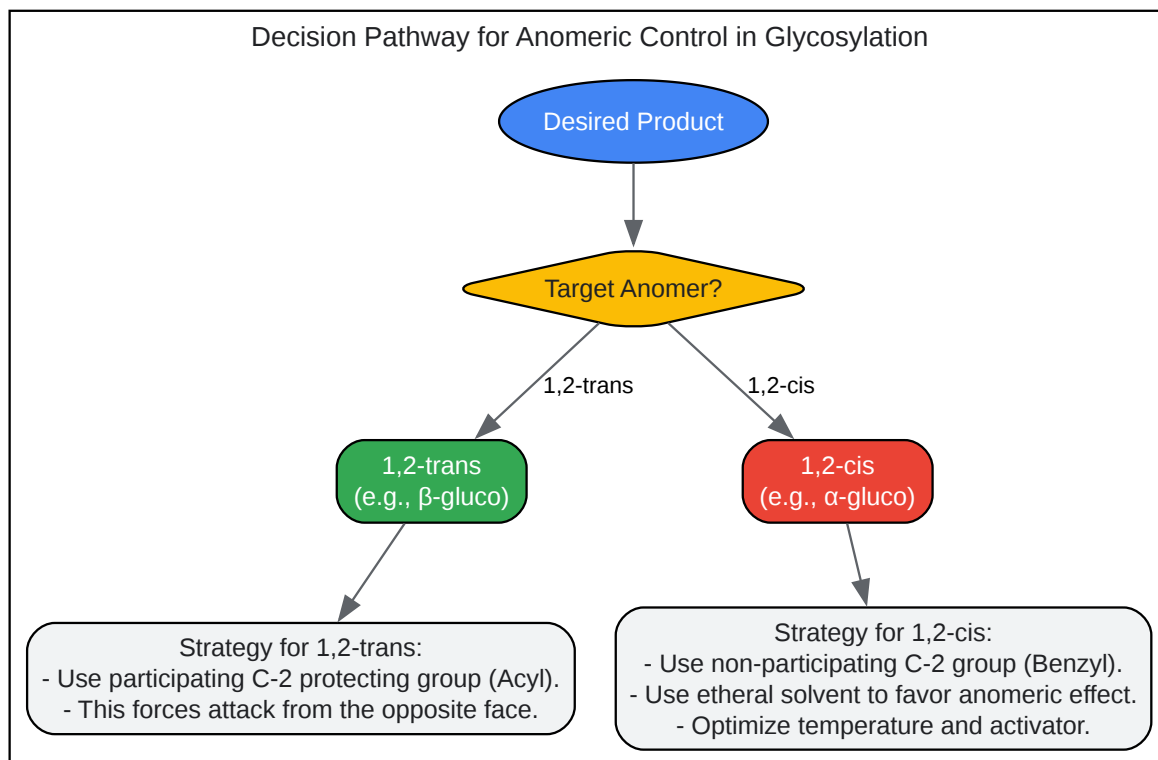 Decision Pathway for Anomeric Control in Glycosylation
Desired Product
Target Anomer?
1,2-trans
1,2-cis
1,2-trans
(e.g., β-gluco)
1,2-cis
(e.g., α-gluco)
Strategy for 1,2-trans:
- Use participating C-2 protecting group (Acyl).
- This forces attack from the opposite face.
Strategy for 1,2-cis:
- Use non-participating C-2 group (Benzyl).
- Use etheral solvent to favor anomeric effect.
- Optimize temperature and activator.